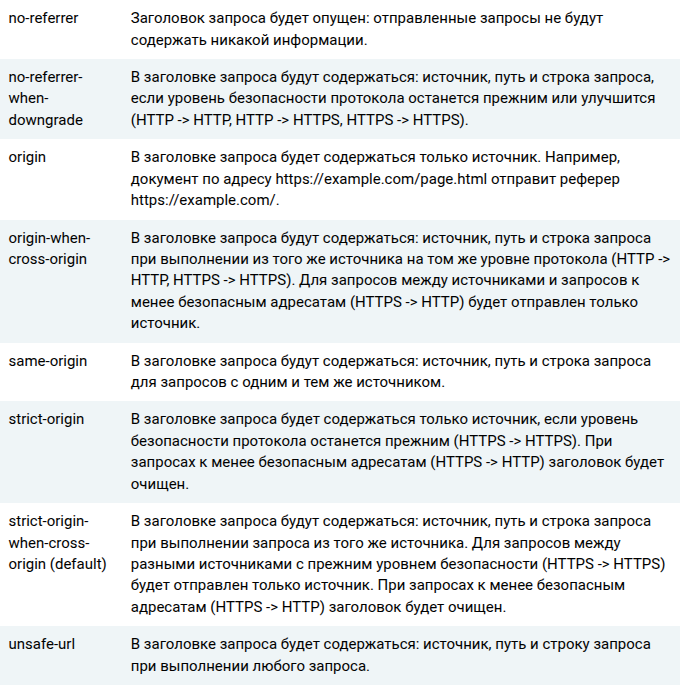 no-referrer
Заголовок запроса будет опущен: отправленные запросы не будут
содержать никакой информации.
no-referrer-
when-
downgrade
В заголовке запроса будут содержаться: источник, путь и строка запроса,
если уровень безопасности протокола останется прежним или улучшится
(HTTP -> HTTP, HTTP -> HTTPS, HTTPS -> HTTPS).
origin
В заголовке запроса будет содержаться только источник. Например,
документ по адресу https://example.com/page.html отправит реферер
https://example.com/.
origin-when-
cross-origin
В заголовке запроса будут содержаться: источник, путь и строка запроса
при выполнении из того же источника на том же уровне протокола (HTTP ->
HTTP, HTTPS -> HTTPS). Для запросов между источниками и запросов к
менее безопасным адресатам (HTTPS -> HTTP) будет отправлен только
источник.
same-origin
В заголовке запроса будут содержаться: источник, путь и строка запроса
для запросов с одним и тем же источником.
strict-origin
В заголовке запроса будет содержаться только источник, если уровень
безопасности протокола останется прежним (HTTPS -> HTTPS). При
запросах к менее безопасным адресатам (HTTPS -> HTTP) заголовок будет
очищен.
strict-origin-
when-cross-
origin (default)
В заголовке запроса будут содержаться: источник, путь и строка запроса
при выполнении запроса из того же источника. Для запросов между
разными источниками с прежним уровнем безопасности (HTTPS -> HTTPS)
будет отправлен только источник. При запросах к менее безопасным
адресатам (HTTPS -> HTTP) заголовок будет очищен.
unsafe-url
В заголовке запроса будет содержаться: источник, путь и строку запроса
при выполнении любого запроса.